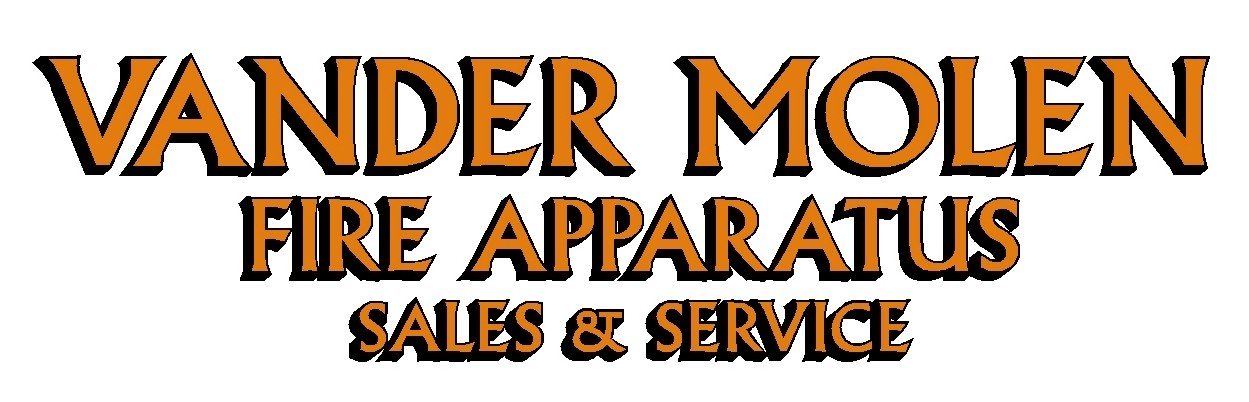 VANDER MOLEN
FIRE APPARATUS
SALES & SERVICE